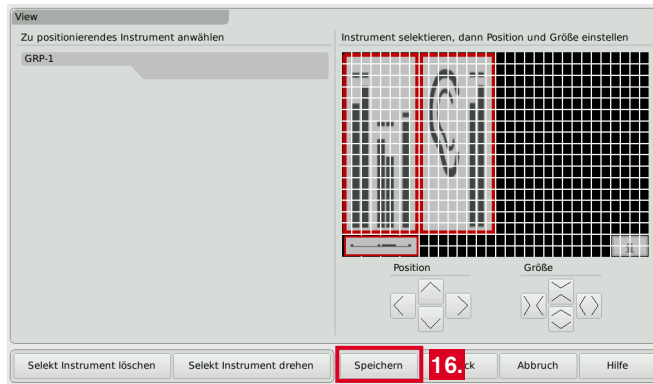 View
Zu positionierendes Instrument anwählen
Instrument selektieren, dann Position und Größe einstellen
GRP-1
Position
Größe
Selekt Instrument löschen
Selekt Instrument drehen
Speichern
16.
ck
Abbruch
Hilfe